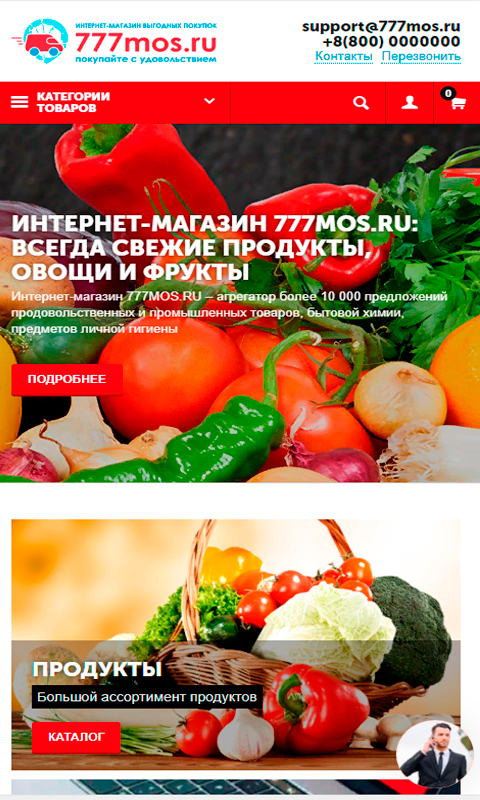 ИНТЕРНЕТ-МАГАЗИН ВЫГОДНЫХ ПОКУПОК
777mos.ru
покупайте с удовольствием
support@777mos.ru
+8(800) 0000000
Контакты Перезвонить
КАТЕГОРИИ
ТОВАРОВ
0
ИНТЕРНЕТ-МАГАЗИН 777MOS.RU:
ВСЕГДА СВЕЖИЕ ПРОДУКТЫ,
ОВОЩИ И ФРУКТЫ
Интернет-магазин 777MOS.RU – агрегатор более 10 000 предложений
продовольственных и промышленных товаров, бытовой химии,
предметов личной гигиены
ПОДРОБНЕЕ
ПРОДУКТЫ
Большой ассортимент продуктов
КАТАЛОГ